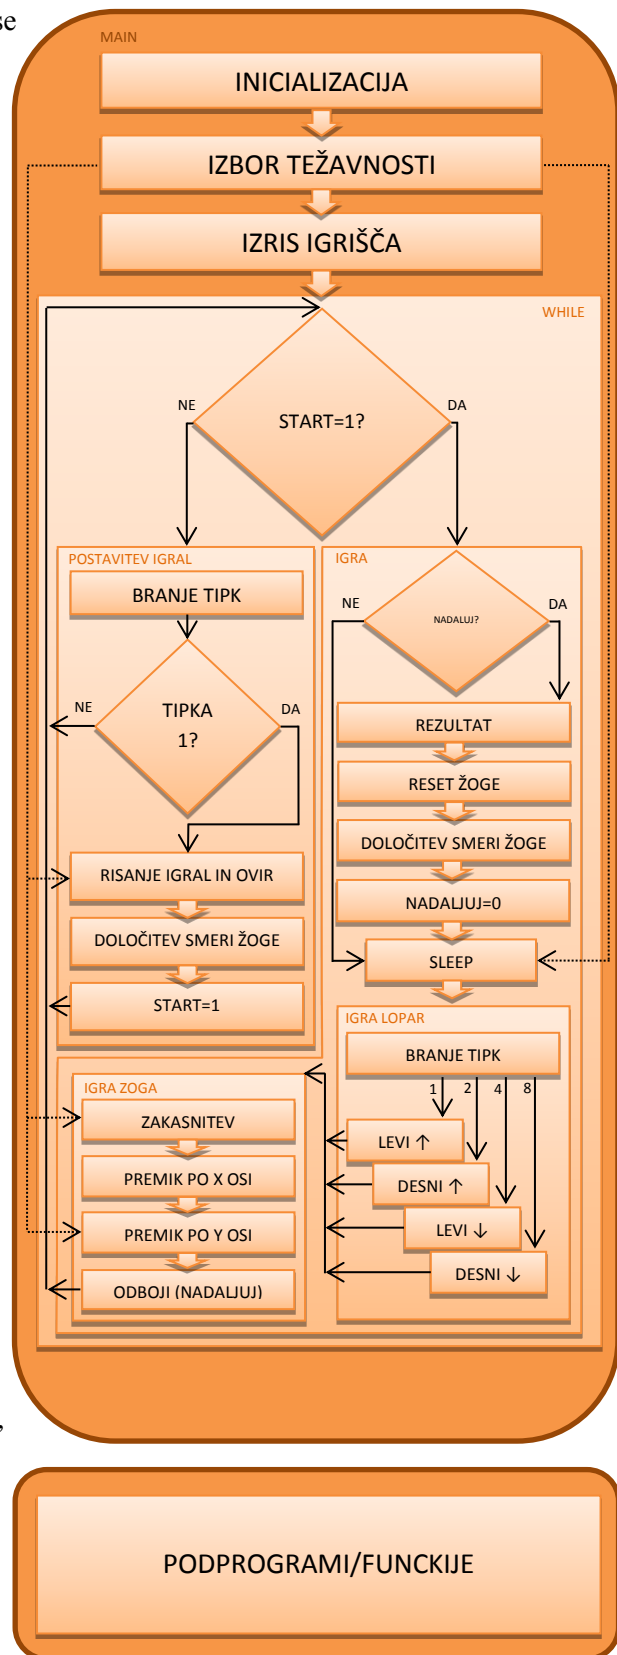 se
MAIN
INICIALIZACIJA
IZBOR TEŽAVNOSTI
IZRIS IGRIŠČA
WHILE
START=1?
NE
DA
POSTAVITEV IGRAL
BRANJE TIPK
TIPKA
1?
NE
DA
RISANJE IGRAL IN OVIR
DOLOČITEV SMERI ŽOGE
START=1
IGRA
NADALUJ?
NE
DA
REZULTAT
RESET ŽOGE
DOLOČITEV SMERI ŽOGE
NADALJUJ=0
SLEEP
IGRA LOPAR
BRANJE TIPK
1
2
4
8
LEVI ↑
DESNI ↑
LEVI ↓
DESNI ↓
IGRA ZOGA
ZAKASNITEV
PREMIK PO X OSI
PREMIK PO Y OSI
ODBOJI (NADALJUJ)
,
PODPROGRAMI/FUNCKIJE